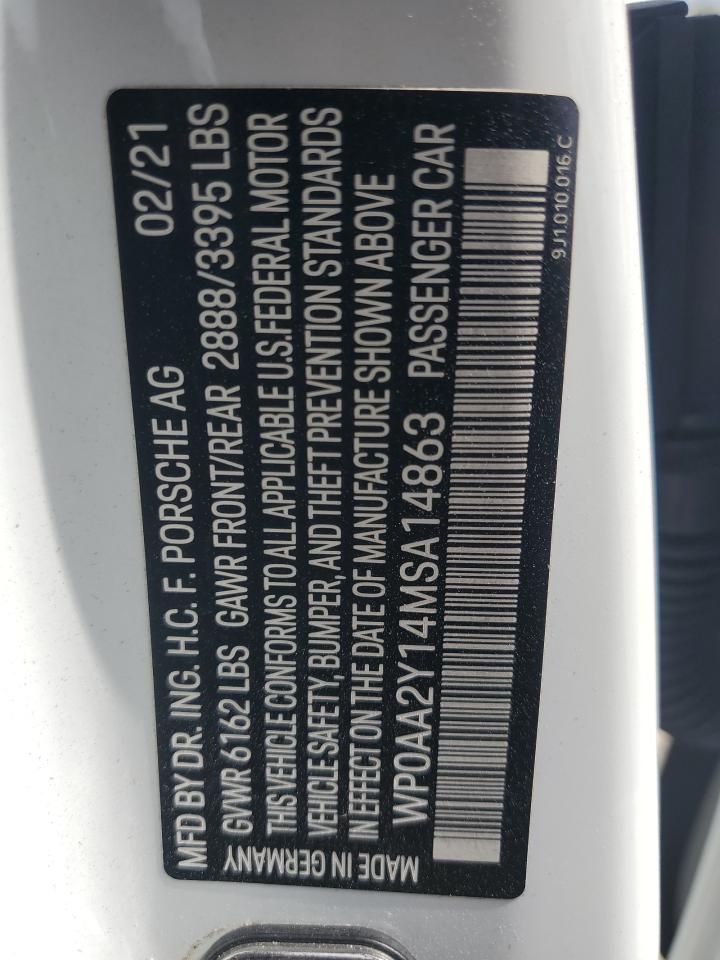 MFD BY DR. ING. H.C. F. PORSCHE AG 02/21
GVWR 6162 LBS GAWR FRONT/REAR 2888/3395 LBS
THIS VEHICLE CONFORMS TO ALL APPLICABLE U.S.FEDERAL MOTOR
VEHICLE SAFETY, BUMPER, AND THEFT PREVENTION STANDARDS
IN EFFECT ON THE DATE OF MANUFACTURE SHOWN ABOVE
MADE IN GERMANY WP0AA2Y14MSA14863 PASSENGER CAR
9J1.010.016.C